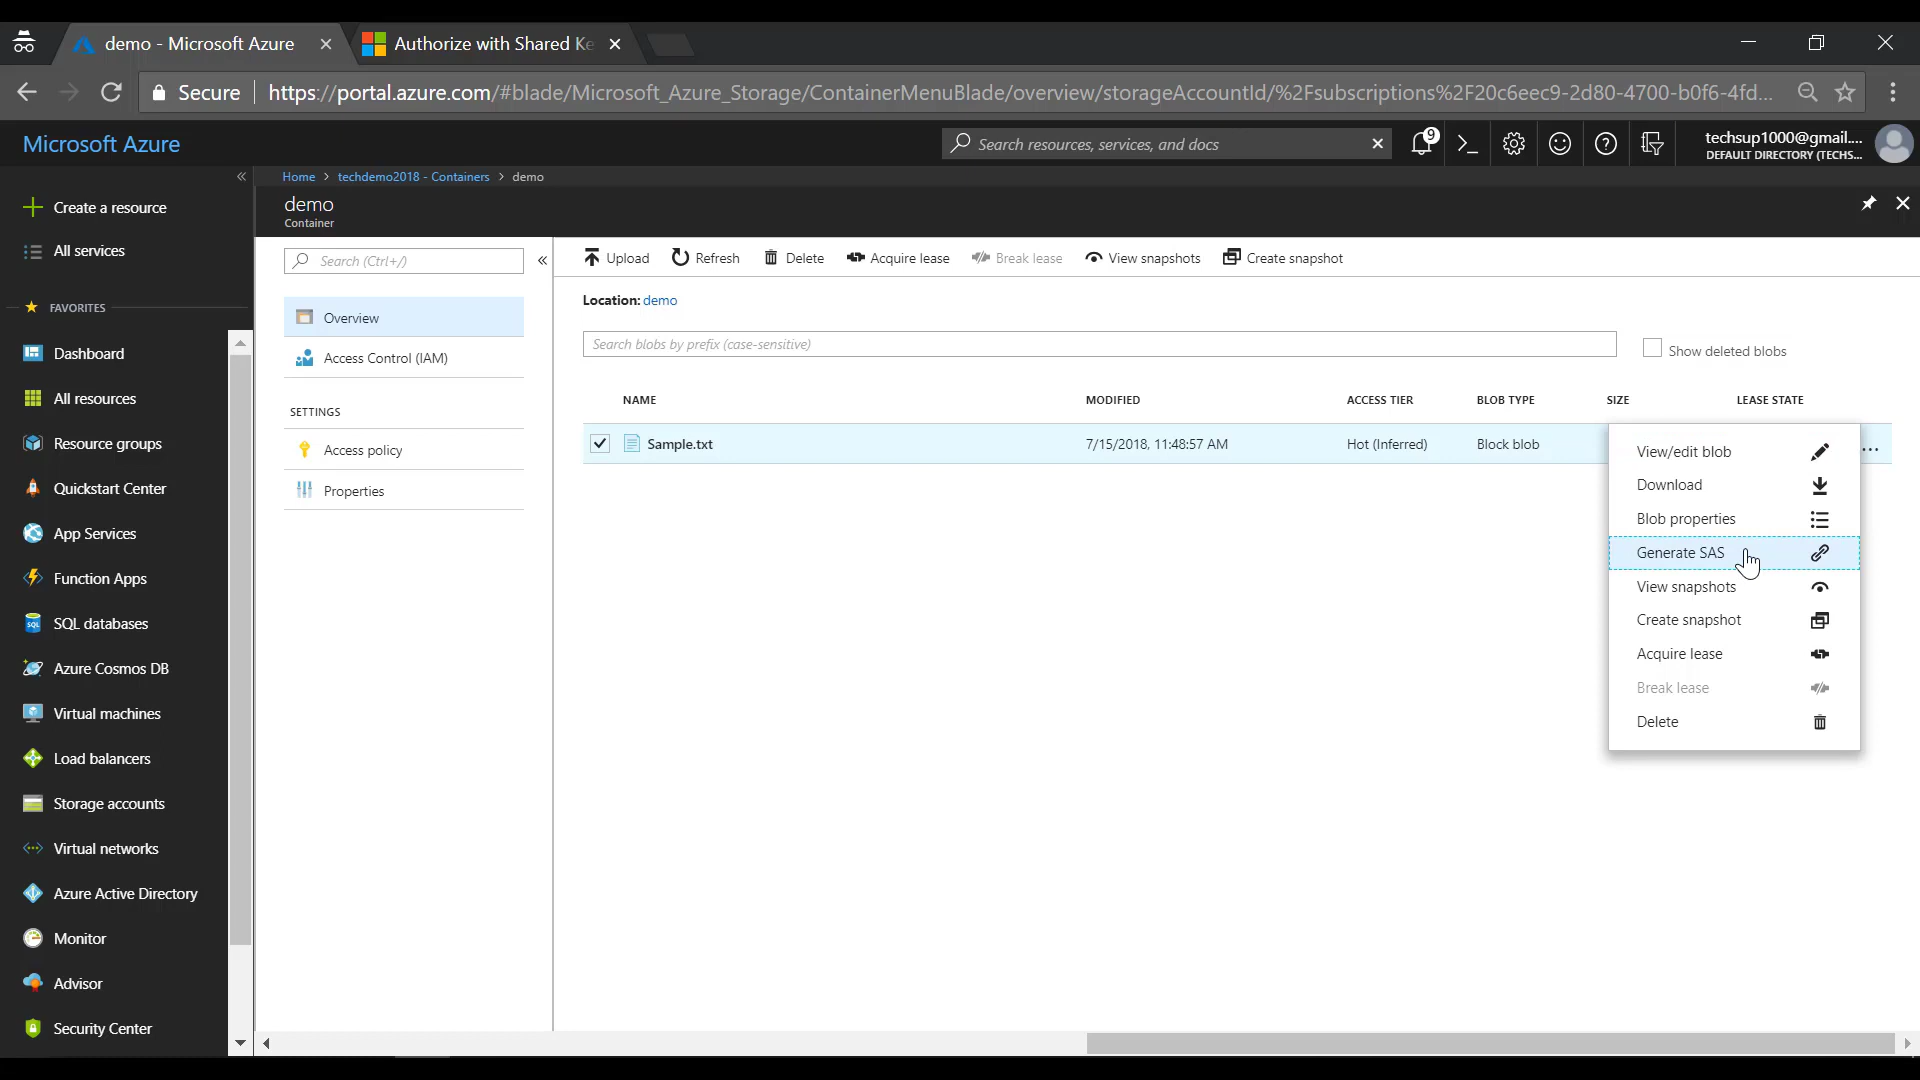 demo - Microsoft Azure
Authorize with Shared Ke
Secure
https://portal.azure.com/#blade/Microsoft_Azure_Storage/ContainerMenuBlade/overview/storageAccountId/%2Fsubscriptions%2F20c6eec9-2d80-4700-b0f6-4fd...
Microsoft Azure
Search resources, services, and docs
9
techsup1000@gmail....
DEFAULT DIRECTORY (TECHS...
Home > techdemo2018 - Containers > demo
demo
Container
Create a resource
All services
FAVORITES
Dashboard
All resources
Resource groups
Quickstart Center
App Services
Function Apps
SQL databases
Azure Cosmos DB
Virtual machines
Load balancers
Storage accounts
Virtual networks
Azure Active Directory
Monitor
Advisor
Security Center
Search (Ctrl+/)
Overview
Access Control (IAM)
SETTINGS
Access policy
Properties
Upload Refresh Delete Acquire lease Break lease View snapshots Create snapshot
Location: demo
Search blobs by prefix (case-sensitive)
Show deleted blobs
NAME MODIFIED ACCESS TIER BLOB TYPE SIZE LEASE STATE
Sample.txt 7/15/2018, 11:48:57 AM Hot (Inferred) Block blob ...
View/edit blob
Download
Blob properties
Generate SAS
View snapshots
Create snapshot
Acquire lease
Break lease
Delete